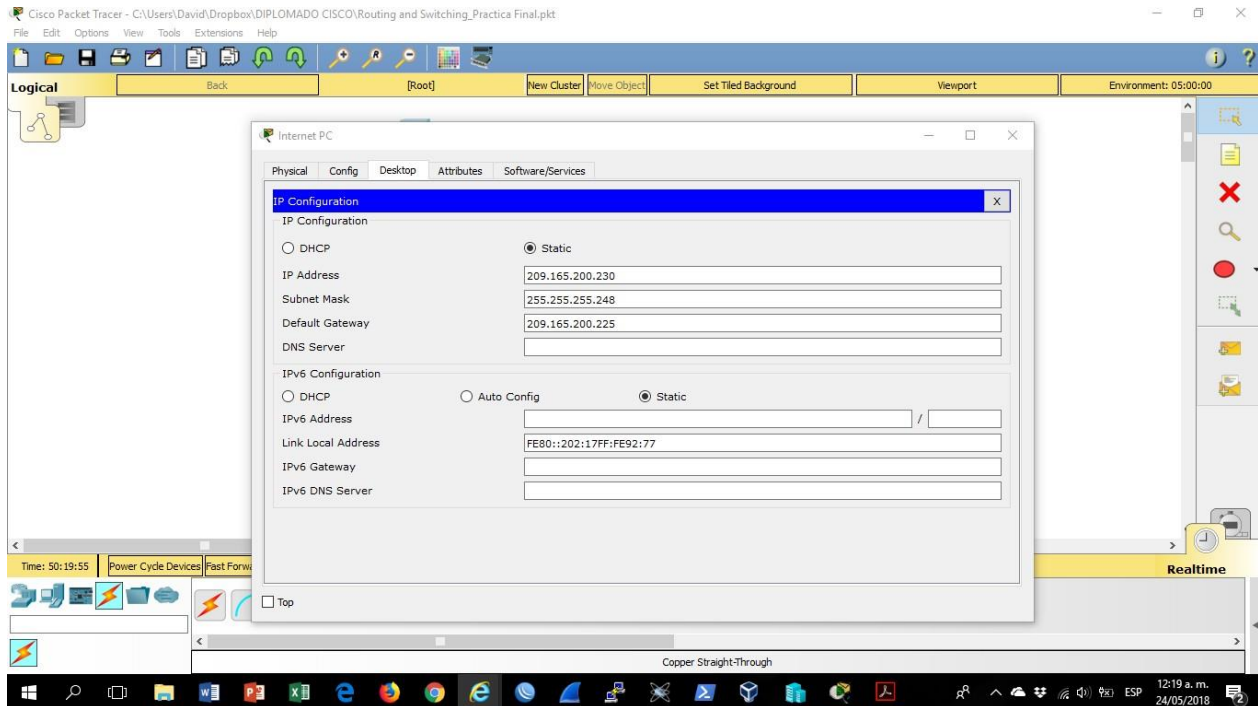 Cisco Packet Tracer - C:\Users\David\Dropbox\DIPLOMADO CISCO\Routing and Switching_Practica Final.pkt
File Edit Options View Tools Extensions Help
Logical Back [Root] New Cluster Move Object Set Tiled Background Viewport Environment: 05:00:00
Internet PC
Physical Config Desktop Attributes Software/Services
IP Configuration X
IP Configuration
DHCP Static
IP Address 209.165.200.230
Subnet Mask 255.255.255.248
Default Gateway 209.165.200.225
DNS Server
IPv6 Configuration
DHCP Auto Config Static
IPv6 Address /
Link Local Address FE80::202:17FF:FE92:77
IPv6 Gateway
IPv6 DNS Server
Time: 50:19:55 Power Cycle Devices Fast Forwa
Realtime
Top
Copper Straight-Through
ESP 12:19 a. m.
24/05/2018